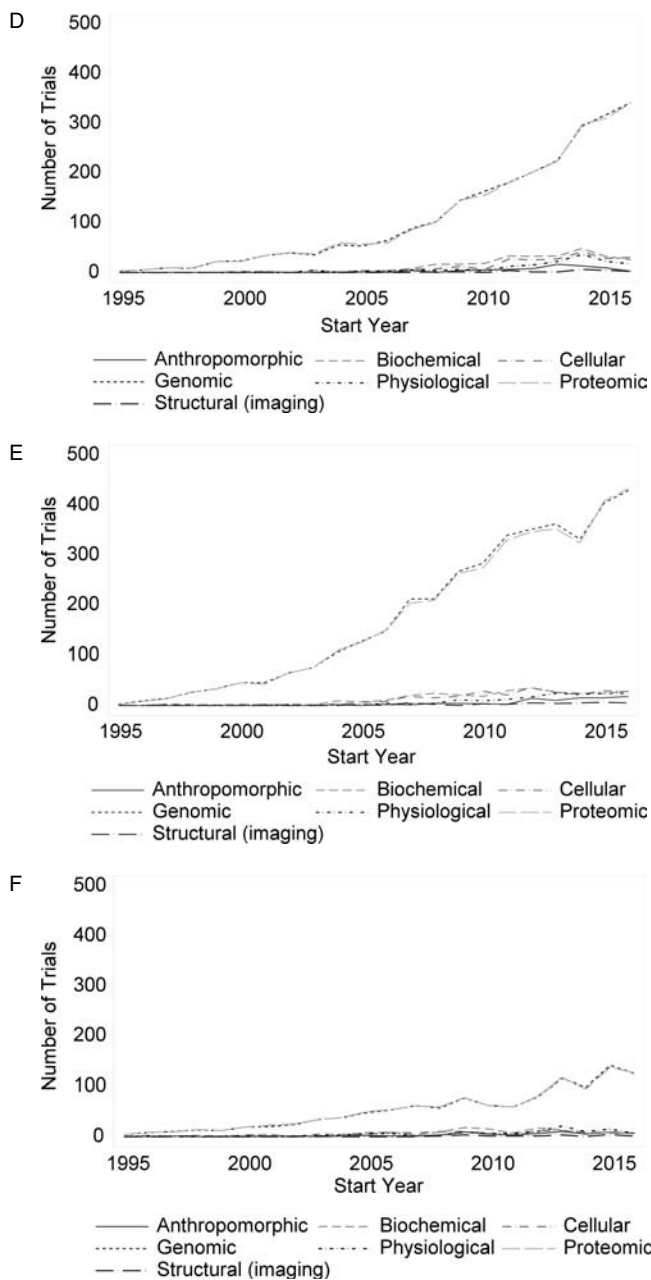 D
500
400
300
200
100
0
Number of Trials
1995 2000 2005 2010 2015
Start Year
Anthropomorphic Biochemical Cellular
Genomic Physiological Proteomic
Structural (imaging)
E
500
400
300
200
100
0
Number of Trials
1995 2000 2005 2010 2015
Start Year
Anthropomorphic Biochemical Cellular
Genomic Physiological Proteomic
Structural (imaging)
F
500
400
300
200
100
0
Number of Trials
1995 2000 2005 2010 2015
Start Year
Anthropomorphic Biochemical Cellular
Genomic Physiological Proteomic
Structural (imaging)